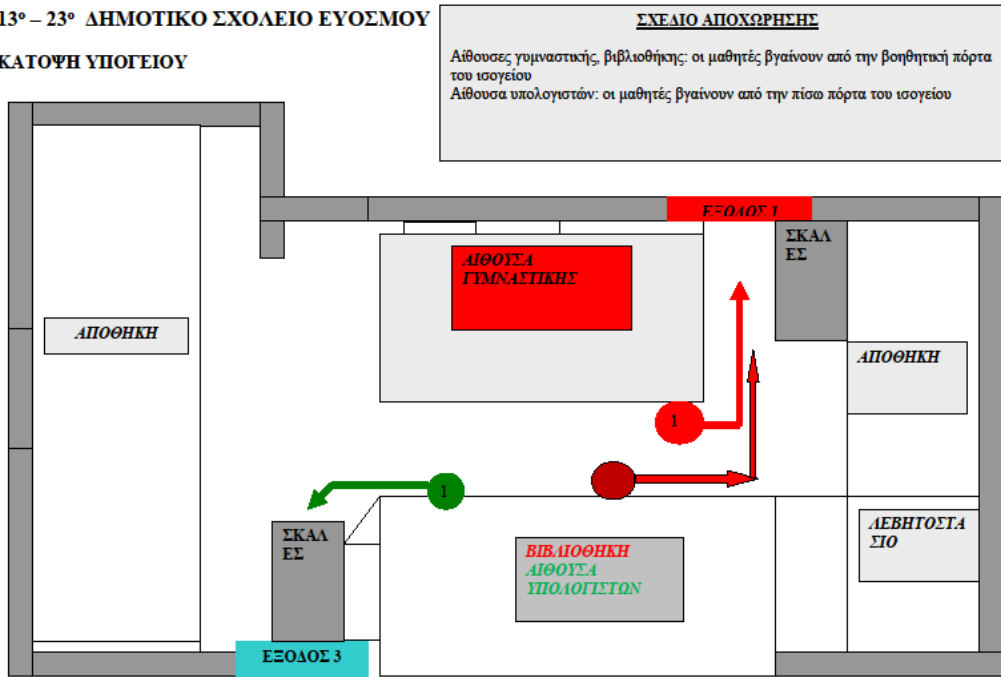 13ο – 23ο ΔΗΜΟΤΙΚΟ ΣΧΟΛΕΙΟ ΕΥΟΣΜΟΥ
ΚΑΤΟΨΗ ΥΠΟΓΕΙΟΥ
ΣΧΕΔΙΟ ΑΠΟΧΩΡΗΣΗΣ
Αίθουσες γυμναστικής, βιβλιοθήκης: οι μαθητές βγαίνουν από την βοηθητική πόρτα
του ισογείου
Αίθουσα υπολογιστών: οι μαθητές βγαίνουν από την πίσω πόρτα του ισογείου
ΕΞΟΔΟΣ 1
ΣΚΑΛ
ΕΣ
ΑΙΘΟΥΣΑ
ΓΥΜΝΑΣΤΙΚΗΣ
ΑΠΟΘΗΚΗ
ΑΠΟΘΗΚΗ
1
1
ΣΚΑΛ
ΕΣ
ΒΙΒΛΙΟΘΗΚΗ
ΑΙΘΟΥΣΑ
ΥΠΟΛΟΓΙΣΤΩΝ
ΛΕΒΗΤΟΣΤΑ
ΣΙΟ
ΕΞΟΔΟΣ 3